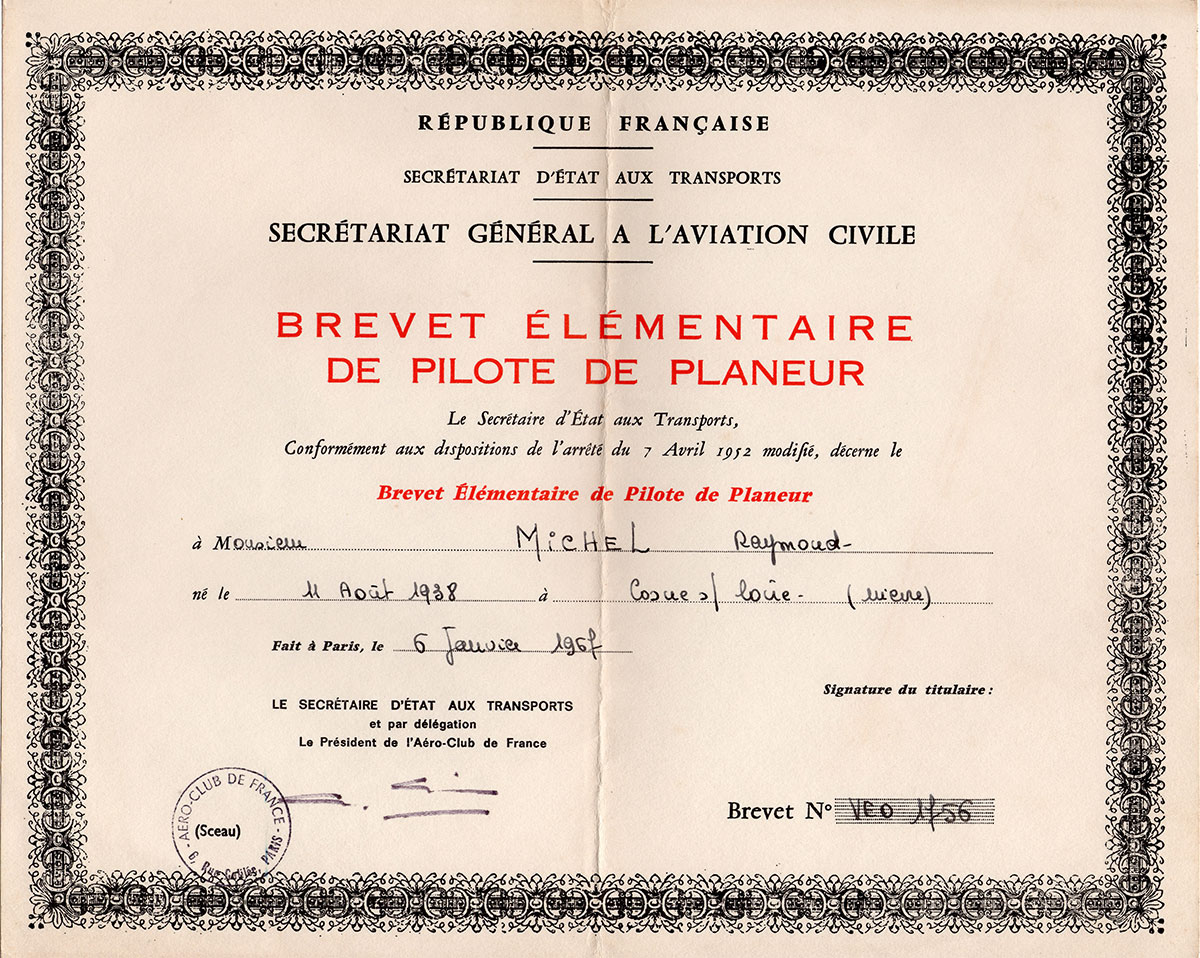 RÉPUBLIQUE FRANÇAISE
SECRÉTARIAT D'ÉTAT AUX TRANSPORTS
SECRÉTARIAT GÉNÉRAL A L'AVIATION CIVILE
BREVET ÉLÉMENTAIRE
DE PILOTE DE PLANEUR
Le Secrétaire d'État aux Transports,
Conformément aux dispositions de l'arrêté du 7 Avril 1952 modifié, décerne le
Brevet Élémentaire de Pilote de Planeur
à Monsieur MICHEL Raymond
né le 11 Août 1938 à Cosne s/ Loire - (Nièvre)
Fait à Paris, le 6 Janvier
Signature du titulaire :
LE SECRÉTAIRE D'ÉTAT AUX TRANSPORTS
et par délégation
Le Président de l'Aéro-Club de France
AERO-CLUB DE FRANCE
(Sceau)
6, Rue Galilée, PARIS
Brevet N° VEO